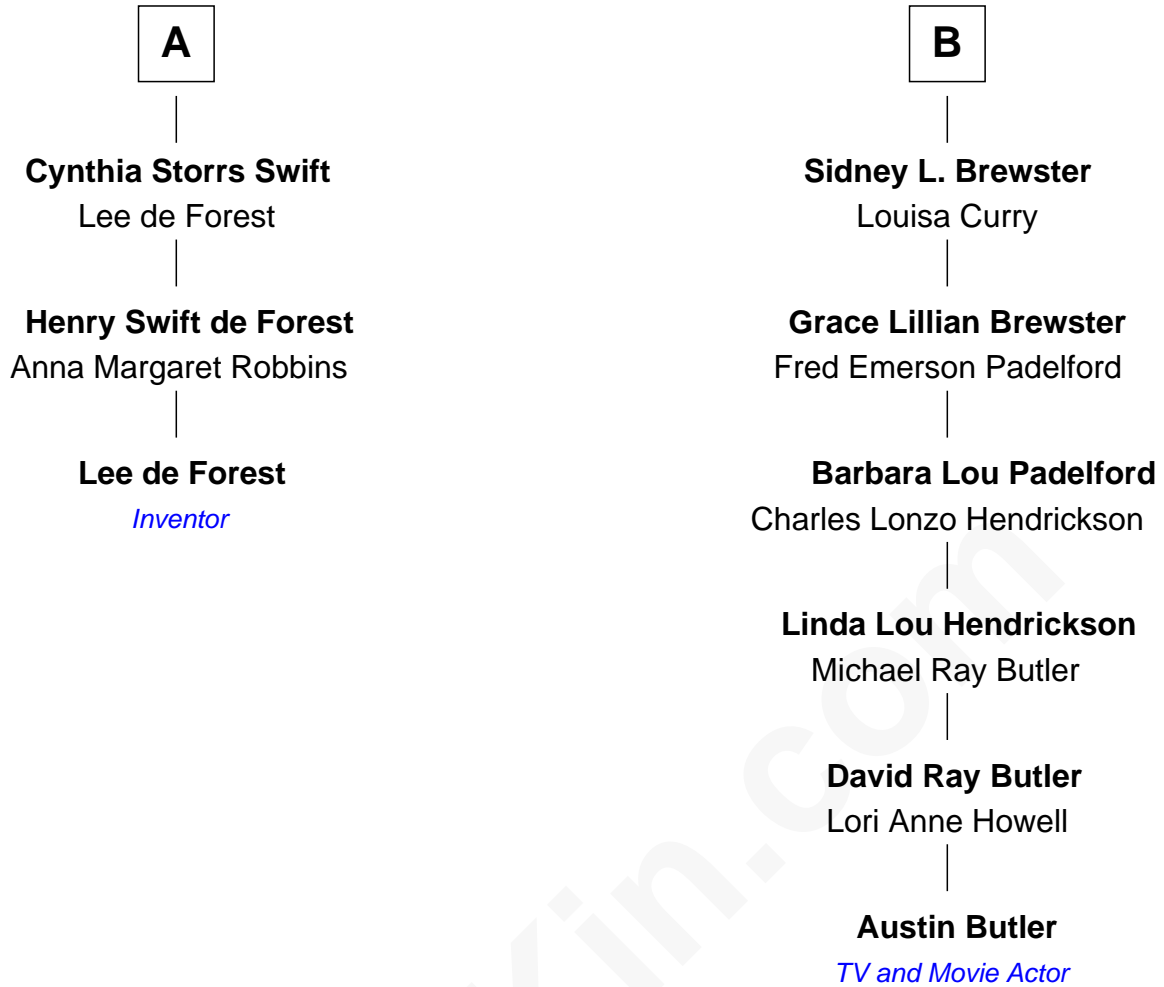 A
Cynthia Storrs Swift
Lee de Forest
Henry Swift de Forest
Anna Margaret Robbins
Lee de Forest
Inventor
B
Sidney L. Brewster
Louisa Curry
Grace Lillian Brewster
Fred Emerson Padelford
Barbara Lou Padelford
Charles Lonzo Hendrickson
Linda Lou Hendrickson
Michael Ray Butler
David Ray Butler
Lori Anne Howell
Austin Butler
TV and Movie Actor
Kin.com